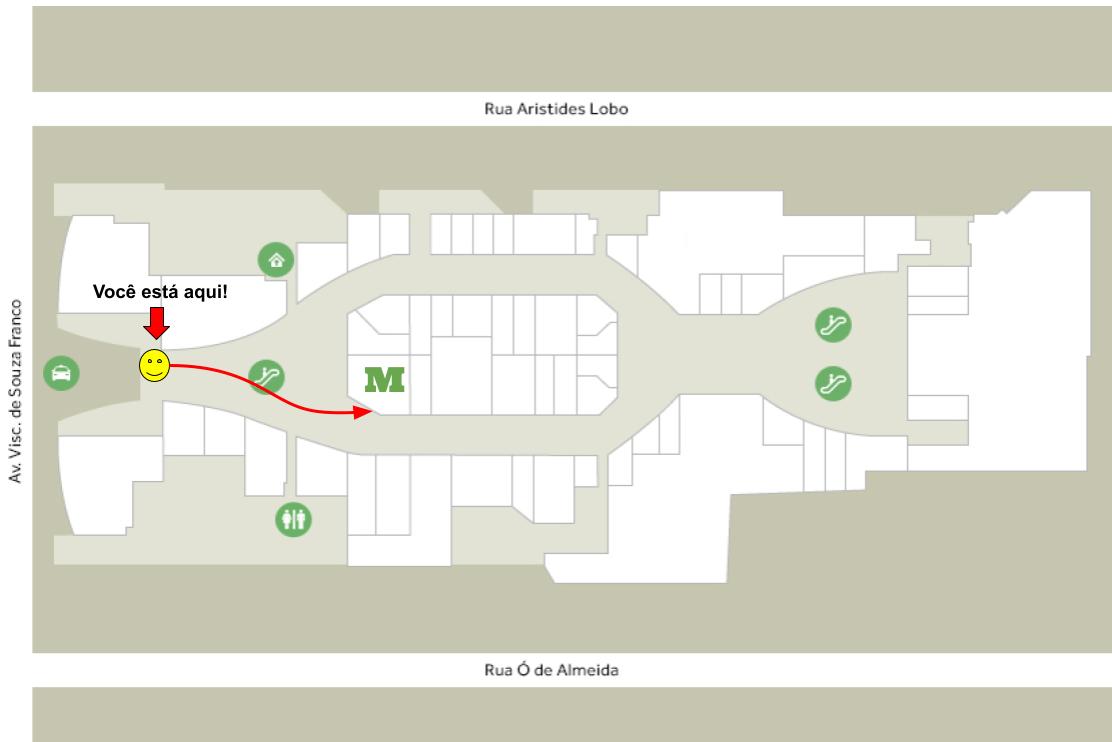 Rua Aristides Lobo
Você está aqui!
Av. Visc. de Souza Franco
M
Rua Ó de Almeida